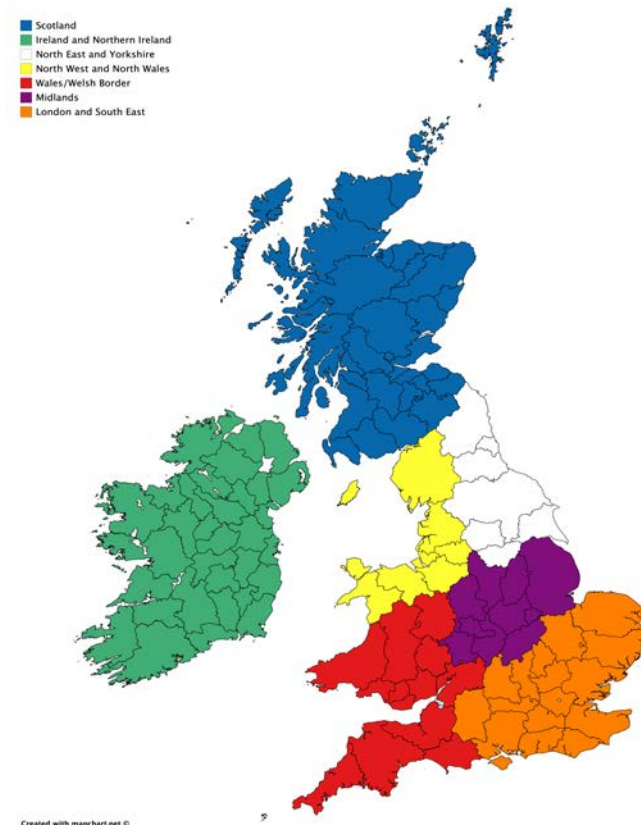 Scotland
Ireland and Northern Ireland
North East and Yorkshire
North West and North Wales
Wales/Welsh Border
Midlands
London and South East
Created with mapchart.net ©